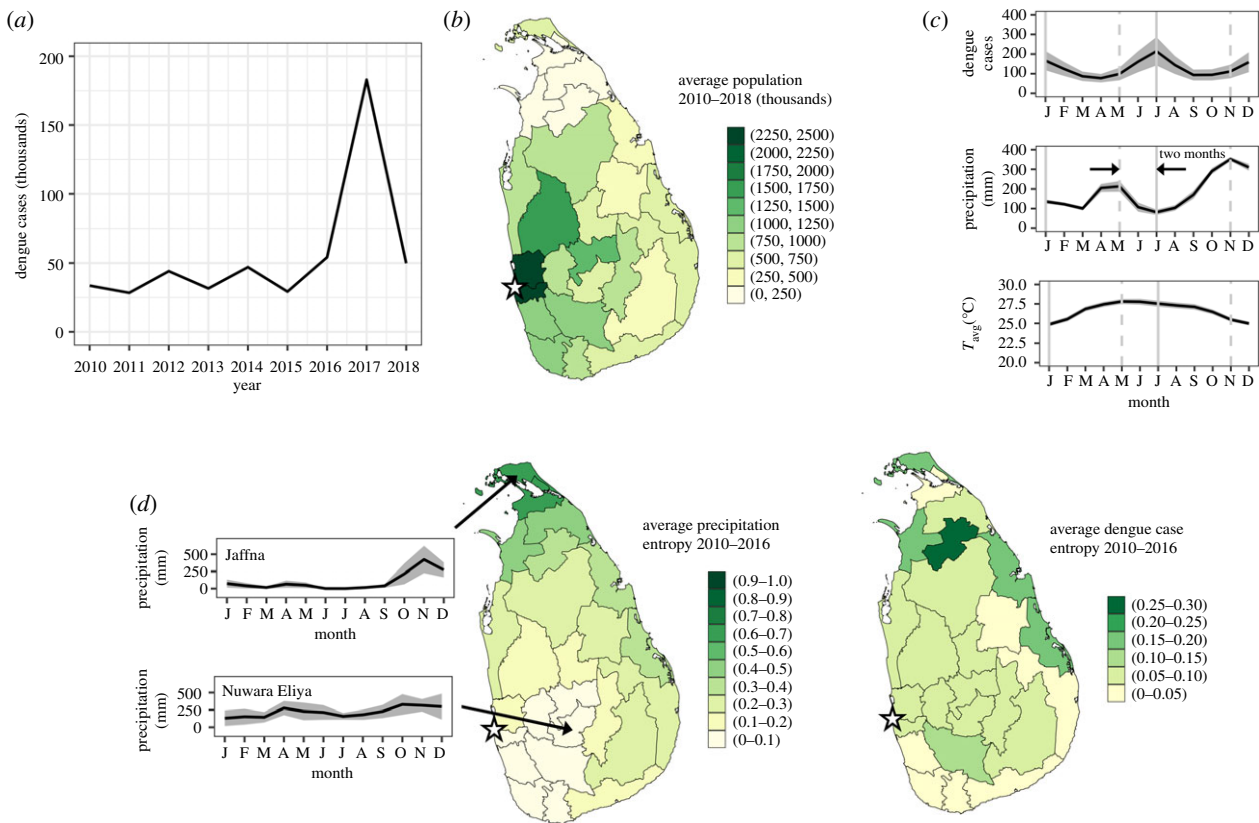 (a)
dengue cases (thousands)
200
150
100
50
0
2010 2011 2012 2013 2014 2015 2016 2017 2018
year
(b)
average population
2010–2018 (thousands)
(2250, 2500)
(2000, 2250)
(1750, 2000)
(1500, 1750)
(1250, 1500)
(1000, 1250)
(750, 1000)
(500, 750)
(250, 500)
(0, 250)
(c)
dengue
cases
400
300
200
100
0
J F M A M J J A S O N D
precipitation
(mm)
400
300
200
100
0
two months
J F M A M J J A S O N D
Tavg (°C)
30.0
27.5
25.0
22.5
20.0
J F M A M J J A S O N D
month
(d)
precipitation
(mm)
Jaffna
500
250
0
J F M A M J J A S O N D
month
precipitation
(mm)
Nuwara Eliya
500
250
0
J F M A M J J A S O N D
month
average precipitation
entropy 2010–2016
(0.9–1.0)
(0.8–0.9)
(0.7–0.8)
(0.6–0.7)
(0.5–0.6)
(0.4–0.5)
(0.3–0.4)
(0.2–0.3)
(0.1–0.2)
(0–0.1)
average dengue case
entropy 2010–2016
(0.25–0.30)
(0.20–0.25)
(0.15–0.20)
(0.10–0.15)
(0.05–0.10)
(0–0.05)